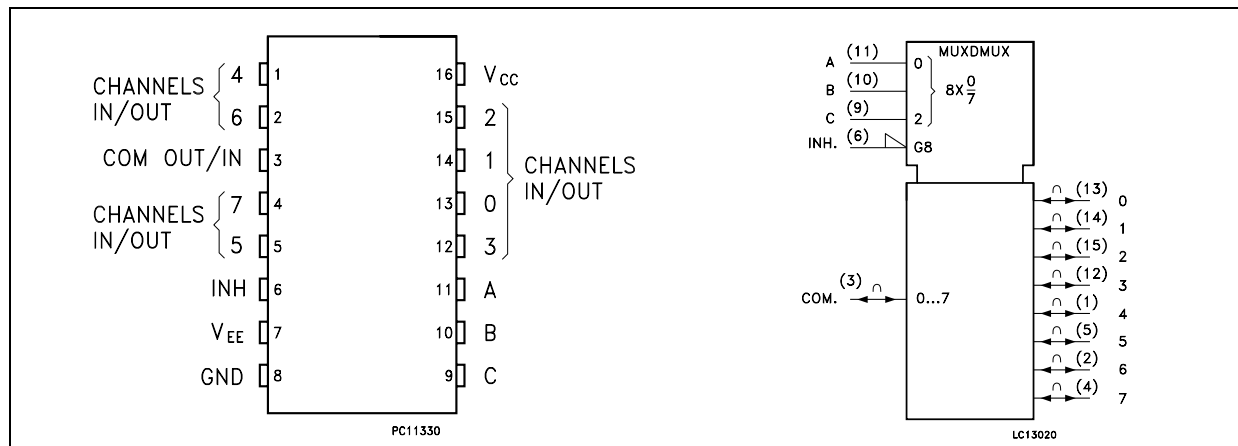 CHANNELS
IN/OUT
4 1
6 2
COM OUT/IN 3
CHANNELS
IN/OUT
7 4
5 5
INH 6
VEE 7
GND 8
16 VCC
15 2
14 1
13 0
12 3
CHANNELS
IN/OUT
11 A
10 B
9 C
PC11330
MUXDMUX
A (11) 0
B (10)
C (9) 2
8X 0/7
INH. (6) G8
COM. (3) ∩ 0...7
∩ (13) 0
∩ (14) 1
∩ (15) 2
∩ (12) 3
∩ (1) 4
∩ (5) 5
∩ (2) 6
∩ (4) 7
LC13020